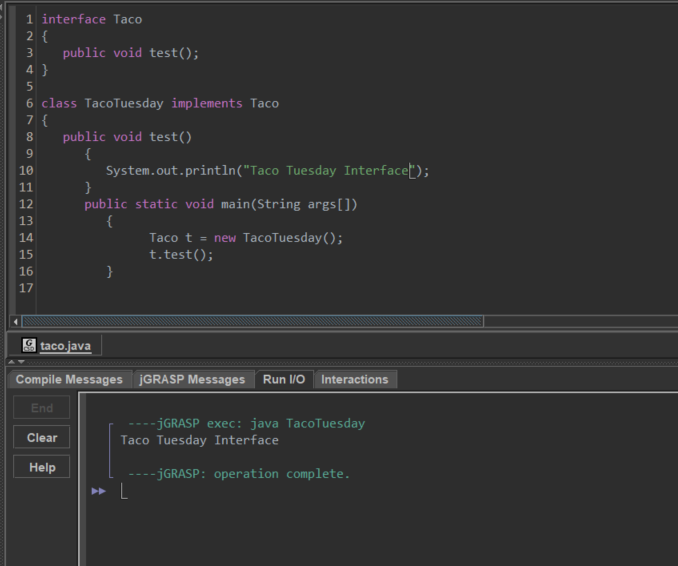 1 interface Taco
2 {
3 public void test();
4 }
5
6 class TacoTuesday implements Taco
7 {
8 public void test()
9 {
10 System.out.println("Taco Tuesday Interface");
11 }
12 public static void main(String args[])
13 {
14 Taco t = new TacoTuesday();
15 t.test();
16 }
17
taco.java
Compile Messages jGRASP Messages Run I/O Interactions
End
Clear
Help
----jGRASP exec: java TacoTuesday
Taco Tuesday Interface
----jGRASP: operation complete.